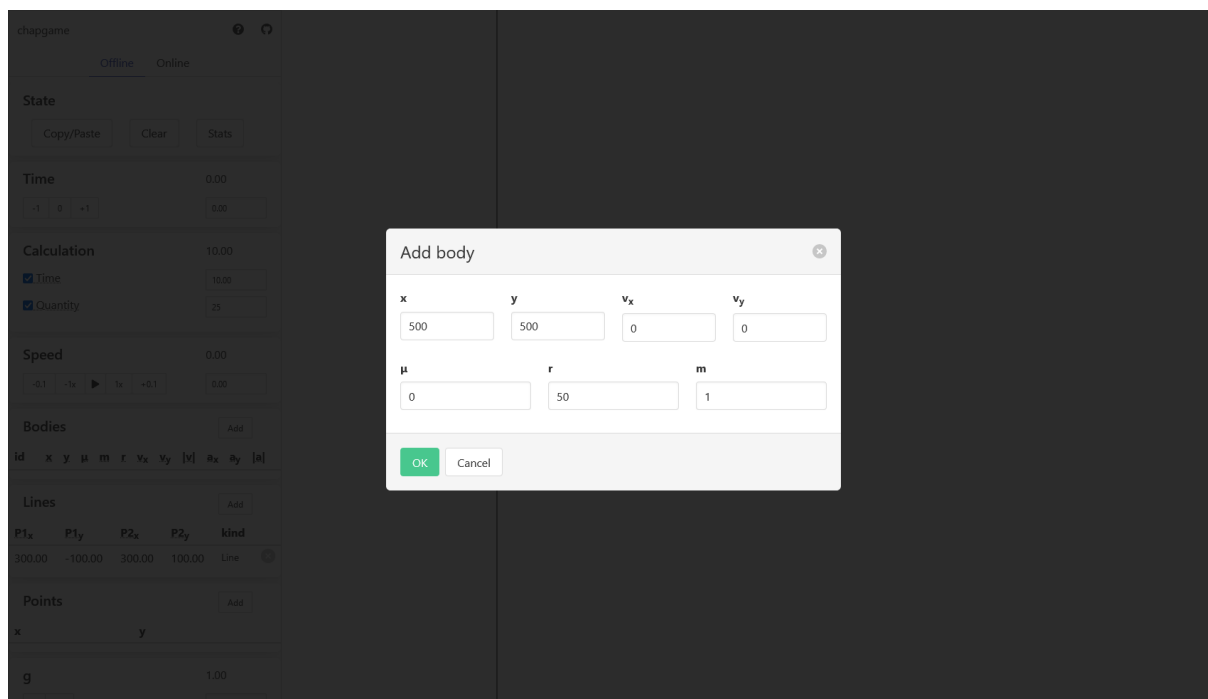 chapgame
Offline Online
State
Copy/Paste Clear Stats
Time 0.00
-1 0 +1 0.00
Calculation 10.00
Time 10.00
Quantity 25
Speed 0.00
-0.1 -1x 1x +0.1 0.00
Bodies Add
id x y μ m r vx vy |v| ax ay |a|
Lines Add
P1x P1y P2x P2y kind
300.00 -100.00 300.00 100.00 Line
Points Add
x y
g 1.00
Add body
x y vx vy
500 500 0 0
μ r m
0 50 1
OK Cancel